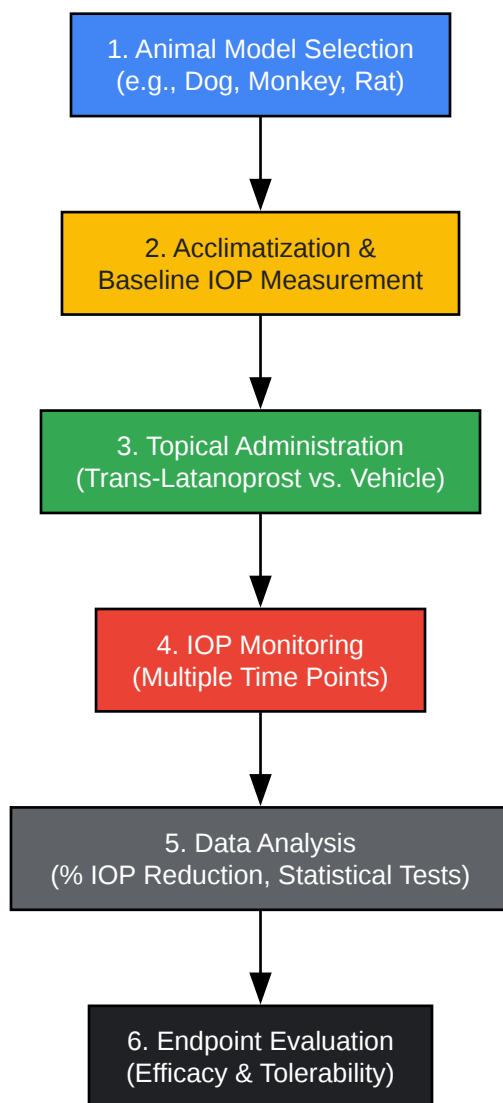 1. Animal Model Selection
(e.g., Dog, Monkey, Rat)
2. Acclimatization &
Baseline IOP Measurement
3. Topical Administration
(Trans-Latanoprost vs. Vehicle)
4. IOP Monitoring
(Multiple Time Points)
5. Data Analysis
(% IOP Reduction, Statistical Tests)
6. Endpoint Evaluation
(Efficacy & Tolerability)